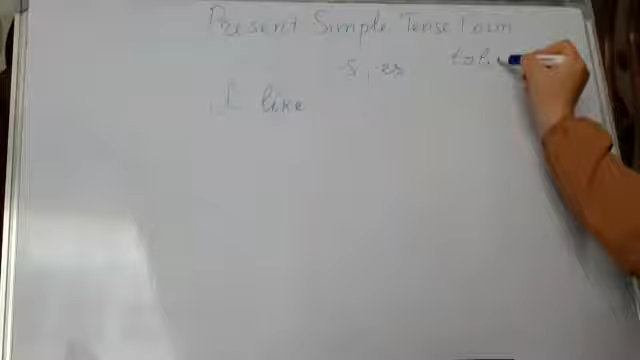 Present Simple Tense Form
-s, -es
I like